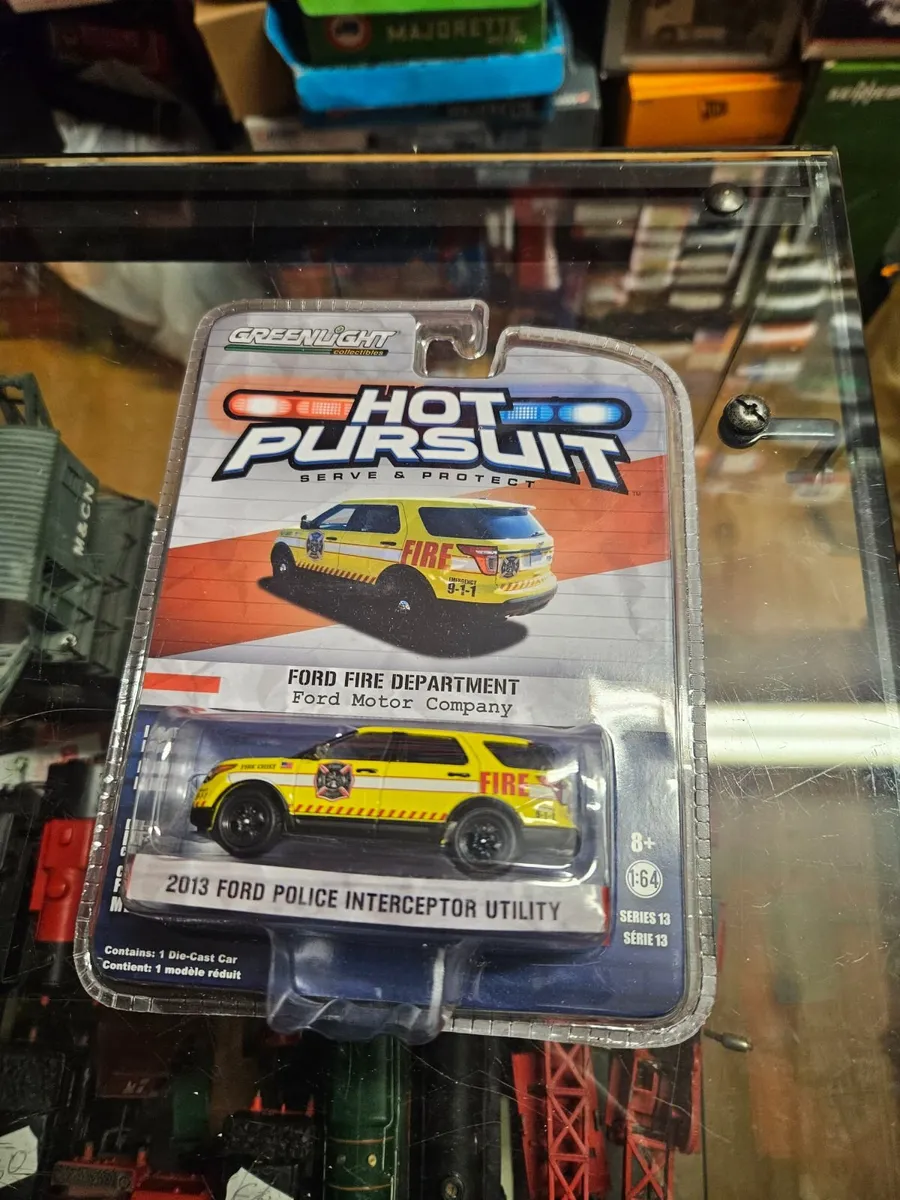 MAJORETTE
JCB
GREENLIGHT
collectibles
HOT
PURSUIT
SERVE & PROTECT
TM
FIRE
EMERGENCY
9-1-1
FORD FIRE DEPARTMENT
Ford Motor Company
M&CN
FIRE CHIEF
FIRE
2013 FORD POLICE INTERCEPTOR UTILITY
8+
1:64
SERIES 13
SÉRIE 13
Contains: 1 Die-Cast Car
Contient: 1 modèle réduit